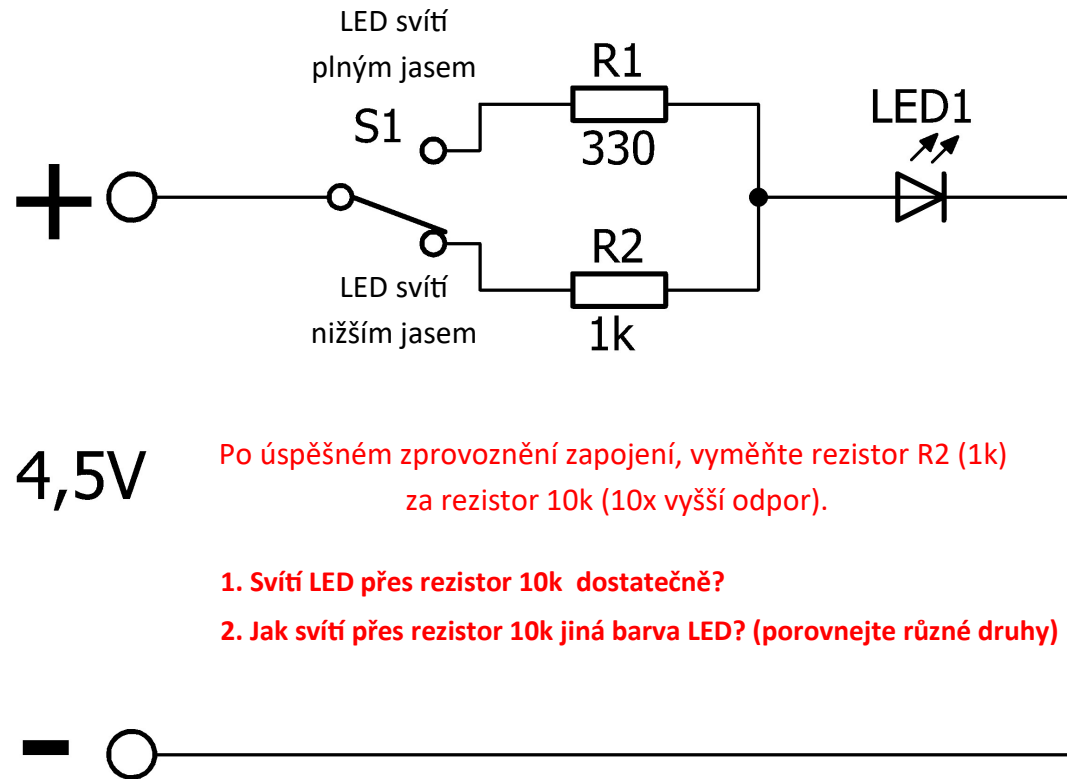 LED svítí
plným jasem
R1
S1
330
LED1
+
R2
LED svítí
nižším jasem
1k
4,5V
Po úspěšném zprovoznění zapojení, vyměňte rezistor R2 (1k)
za rezistor 10k (10x vyšší odpor).
1. Svítí LED přes rezistor 10k  dostatečně?
2. Jak svítí přes rezistor 10k jiná barva LED? (porovnejte různé druhy)
-